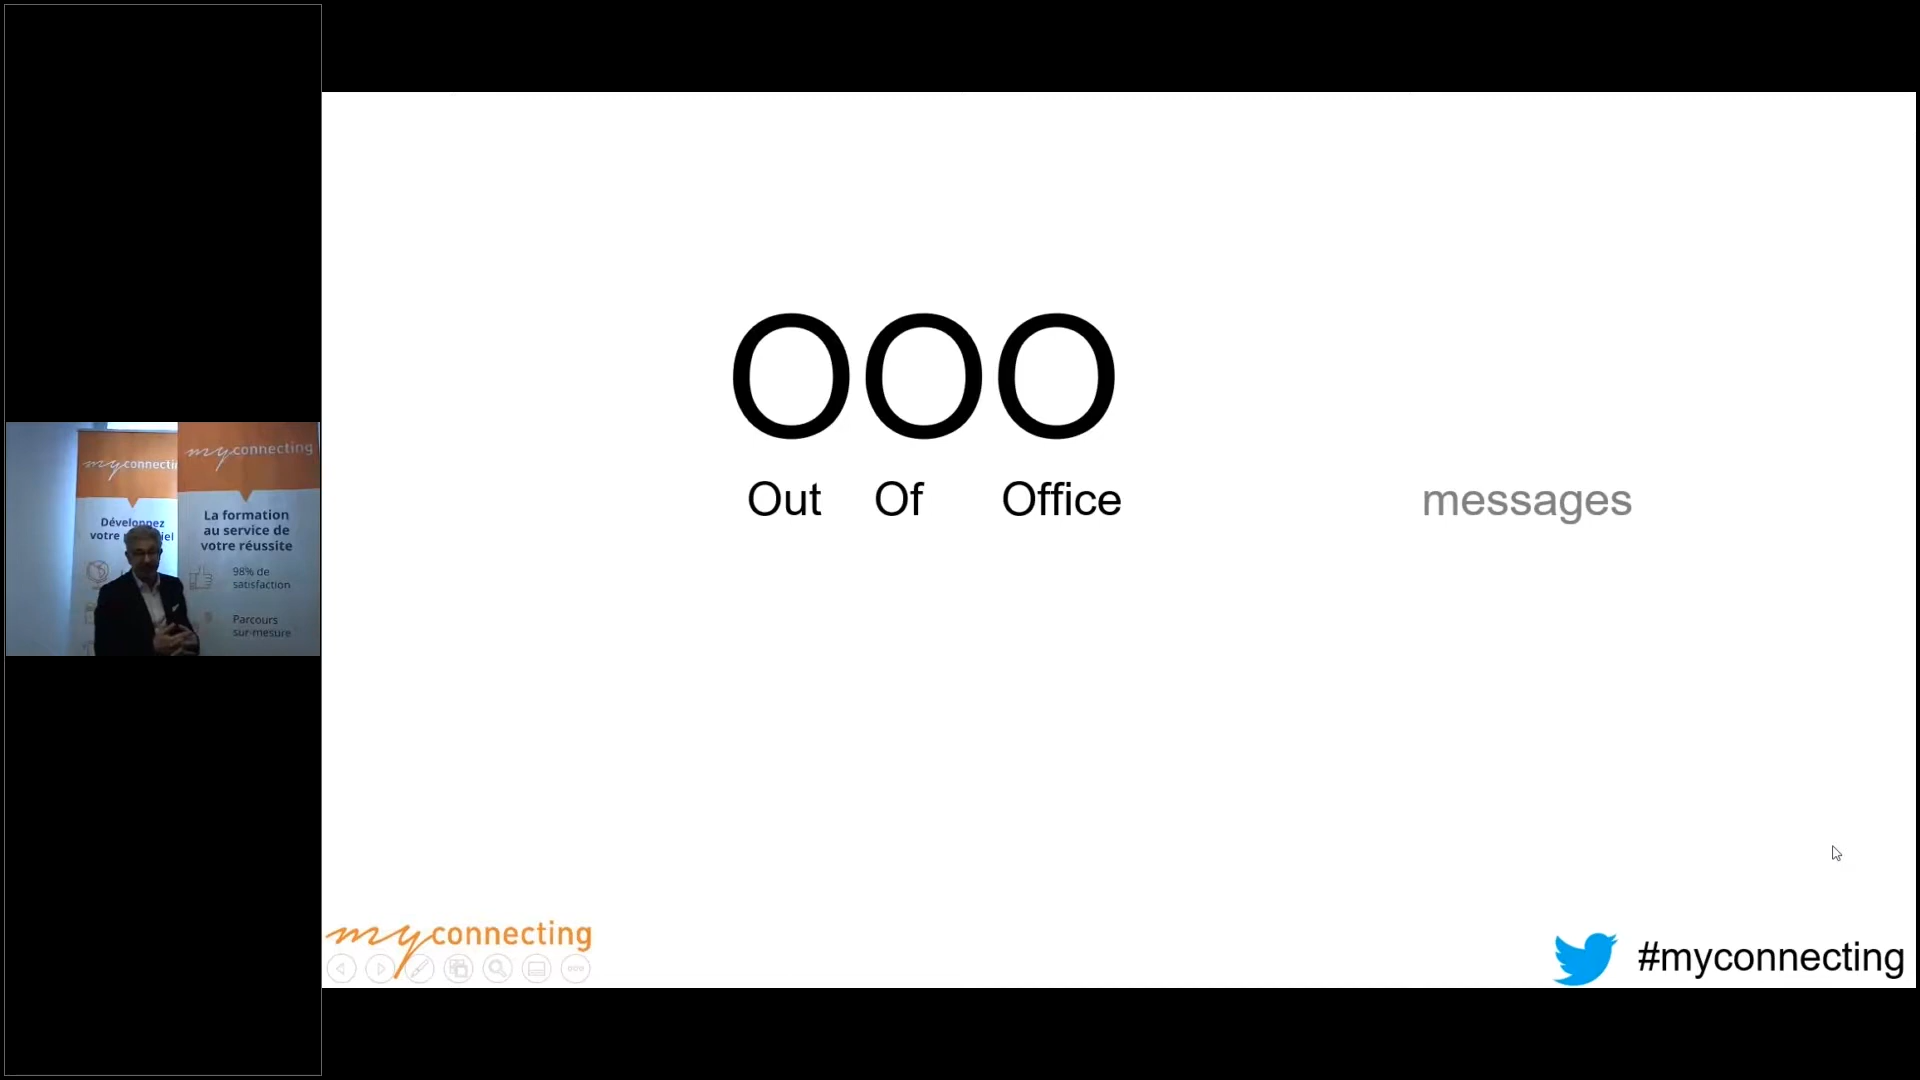 OOO
Out Of Office messages
myconnecting
#myconnecting
myconnecti
Développez
votre
myconnecting
La formation
au service de
votre réussite
98% de
satisfaction
Parcours
sur-mesure